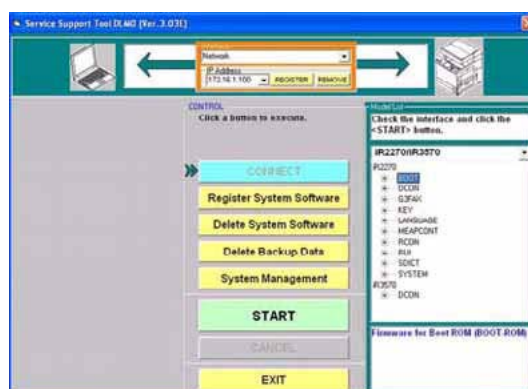 Service Support Tool DLM0 (Ver.3.03E)
Network
IP Address
172.16.1.100
REGISTER
REMOVE
CONTROL
Click a button to execute.
CONNECT
Register System Software
Delete System Software
Delete Backup Data
System Management
START
CANCEL
EXIT
Model List
Check the interface and click the
<START> button.
iR2270/iR3570
iR2270
BOOT
DCON
G3FAX
KEY
LANGUAGE
MEAPCONT
RCON
RUI
SDICT
SYSTEM
iR3570
DCON
Firmware for Boot ROM (BOOT-ROM)